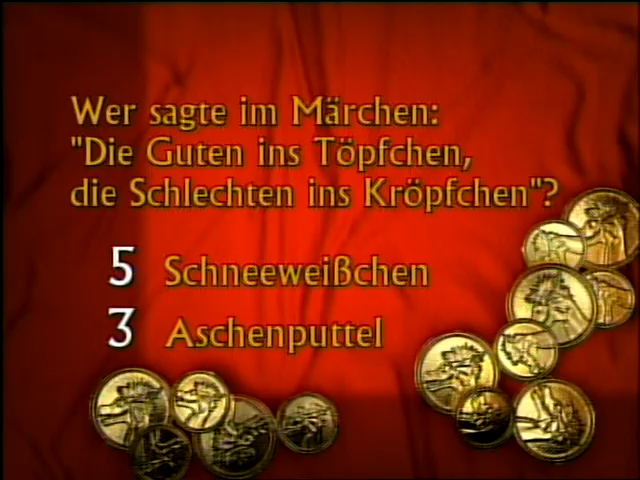 Wer sagte im Märchen:
"Die Guten ins Töpfchen,
die Schlechten ins Kröpfchen"?
5 Schneeweißchen
3 Aschenputtel